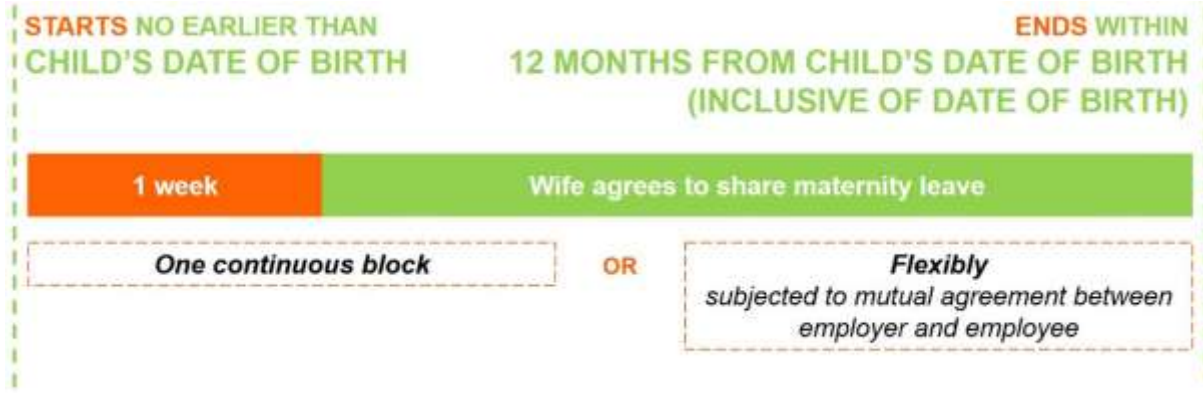 STARTS NO EARLIER THAN
CHILD'S DATE OF BIRTH
ENDS WITHIN
12 MONTHS FROM CHILD'S DATE OF BIRTH
(INCLUSIVE OF DATE OF BIRTH)
1 week
Wife agrees to share maternity leave
One continuous block
OR
Flexibly
subjected to mutual agreement between
employer and employee